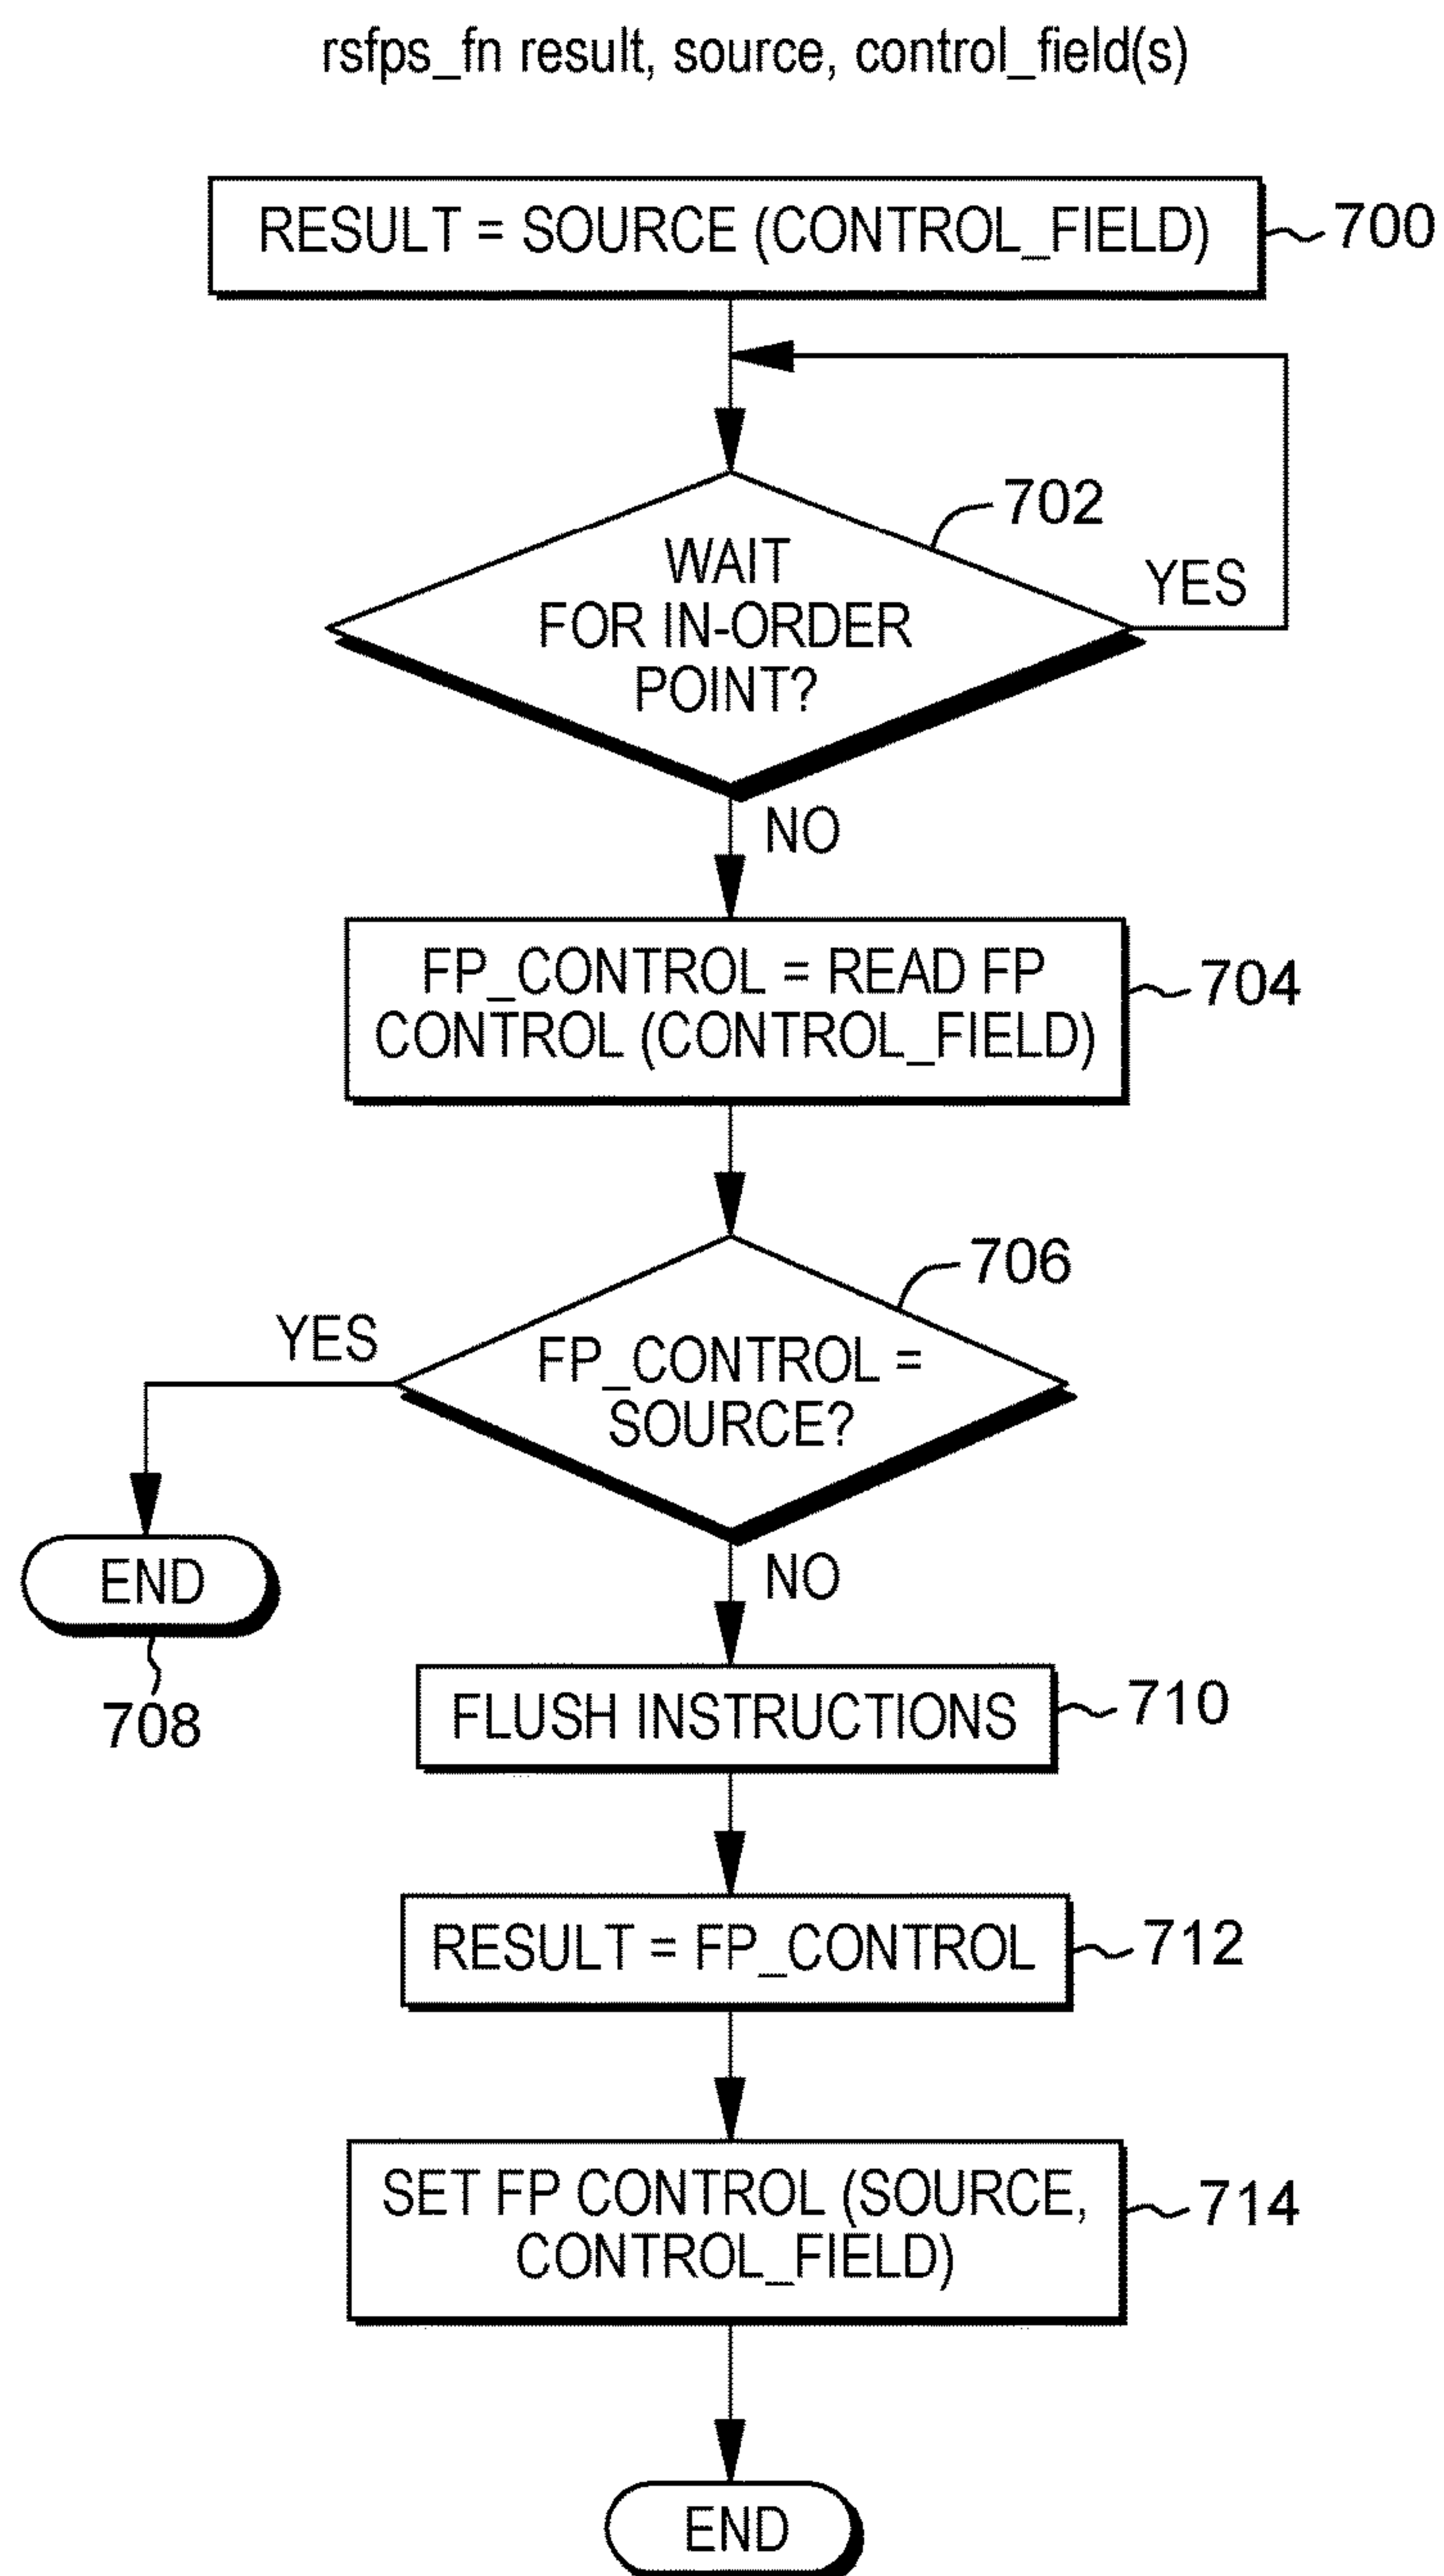 rsfps_fn result, source, control_field(s)
RESULT = SOURCE (CONTROL_FIELD)
700
702
WAIT
FOR IN-ORDER
POINT?
YES
NO
FP_CONTROL = READ FP
CONTROL (CONTROL_FIELD)
704
706
YES
FP_CONTROL =
SOURCE?
END
708
NO
FLUSH INSTRUCTIONS
710
RESULT = FP_CONTROL
712
SET FP CONTROL (SOURCE,
CONTROL_FIELD)
714
END